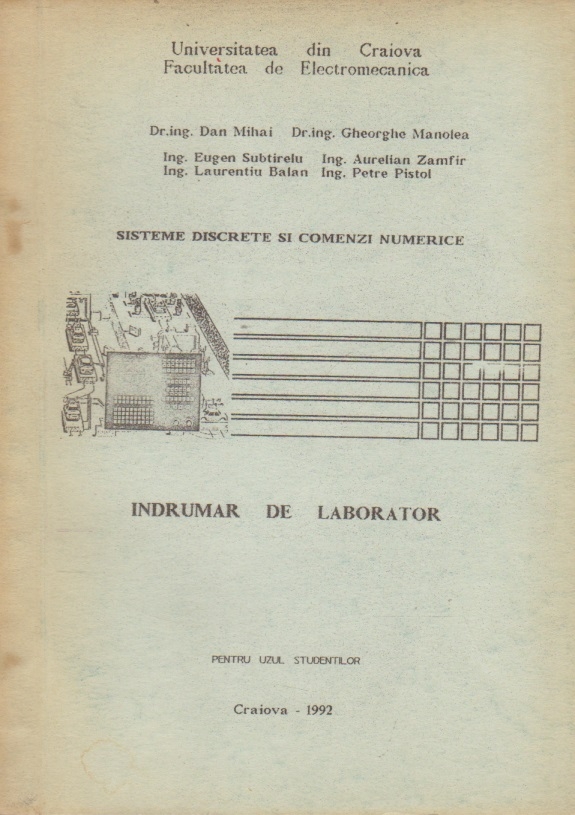 Universitatea din Craiova
Facultatea de Electromecanica
Dr.ing. Dan Mihai Dr.ing. Gheorghe Manolea
Ing. Eugen Subtirelu Ing. Aurelian Zamfir
Ing. Laurentiu Balan Ing. Petre Pistol
SISTEME DISCRETE SI COMENZI NUMERICE
INDRUMAR DE LABORATOR
PENTRU UZUL STUDENTILOR
Craiova - 1992